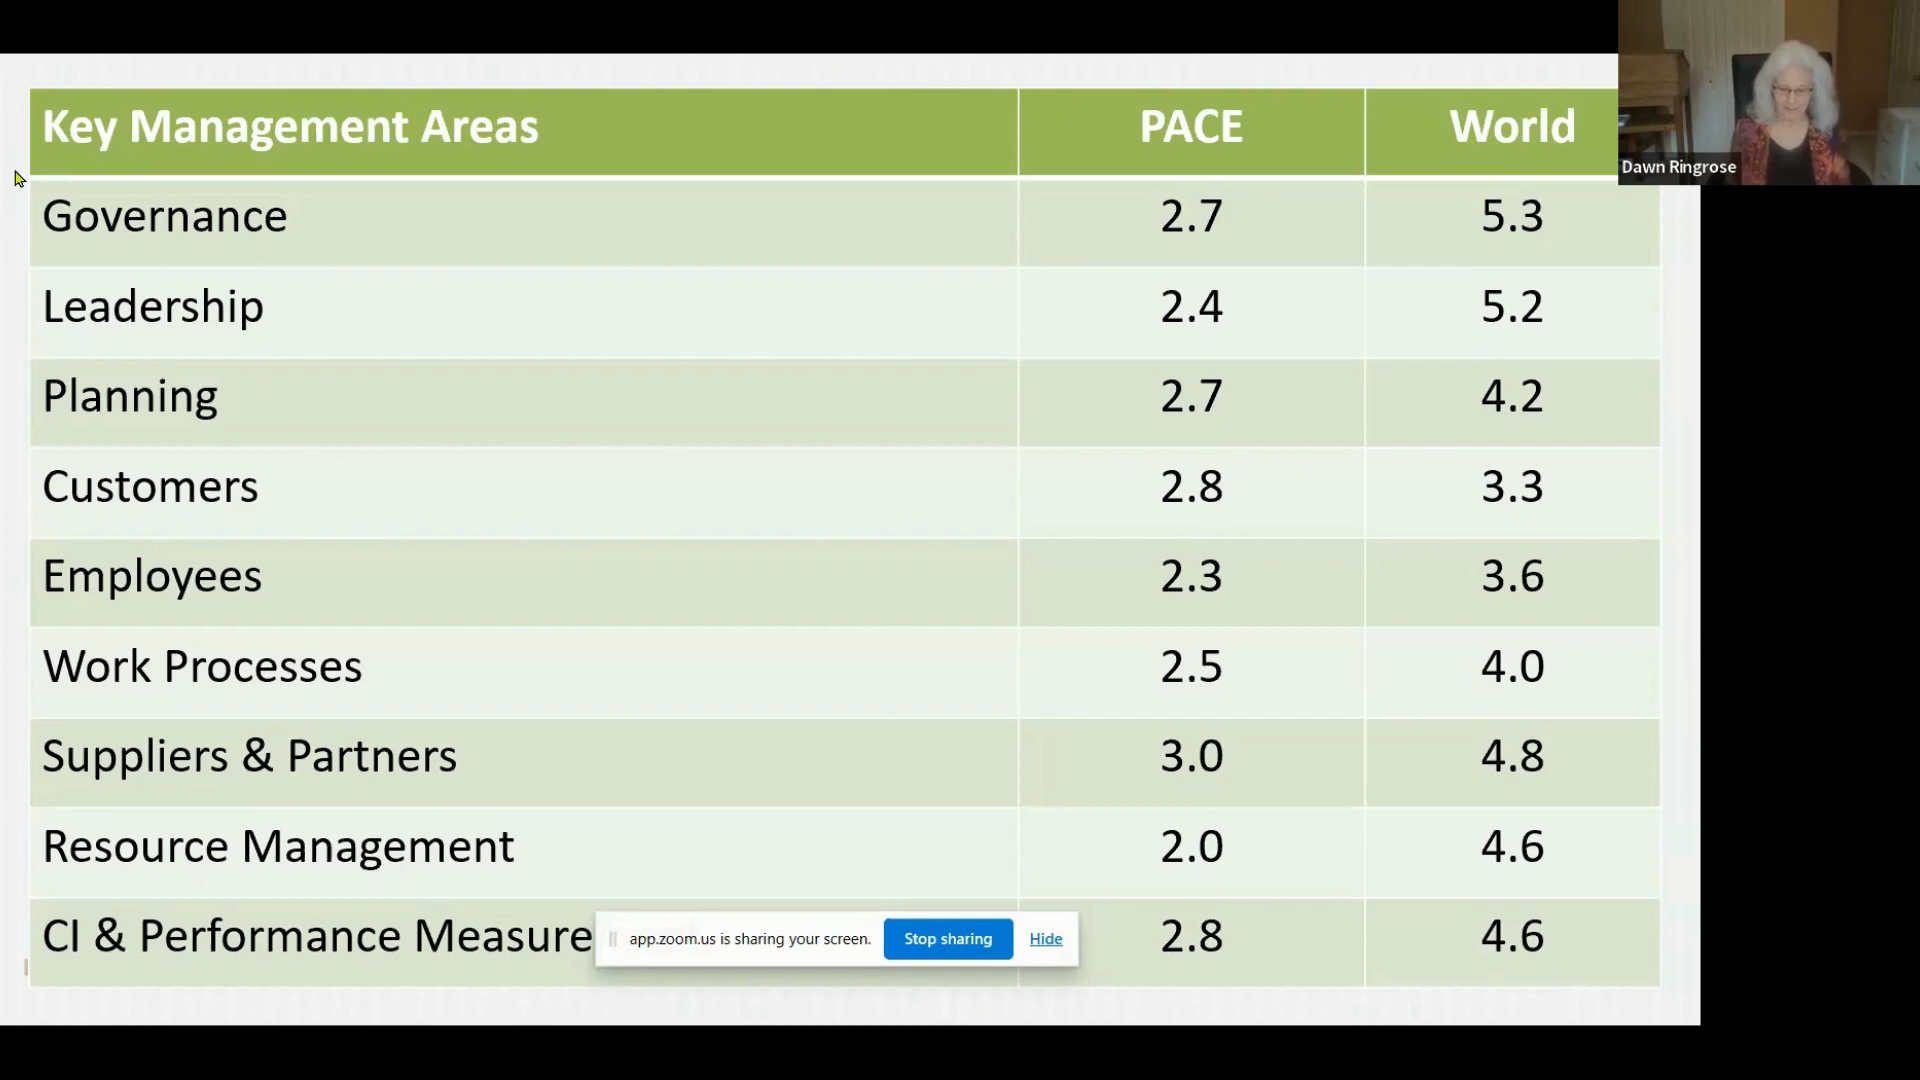 Key Management Areas PACE World
Dawn Ringrose
Governance 2.7 5.3
Leadership 2.4 5.2
Planning 2.7 4.2
Customers 2.8 3.3
Employees 2.3 3.6
Work Processes 2.5 4.0
Suppliers & Partners 3.0 4.8
Resource Management 2.0 4.6
CI & Performance Measure 2.8 4.6
app.zoom.us is sharing your screen. Stop sharing Hide